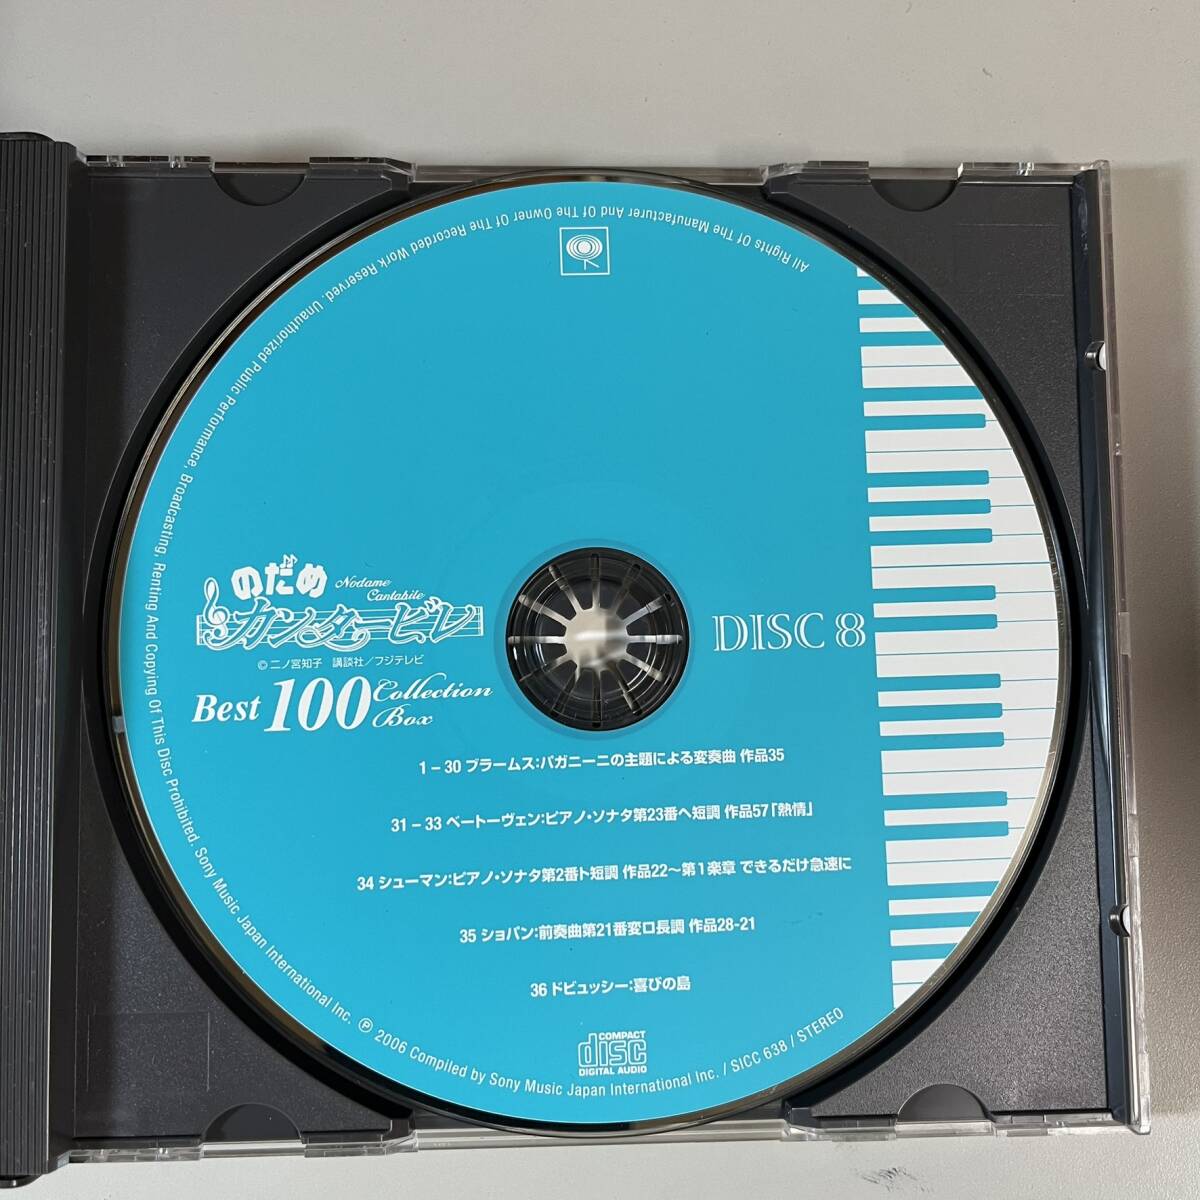 All Rights Of The Manufacturer And Of The Owner Of The Recorded Work Reserved. Unauthorized Public Performance, Broadcasting, Renting And Copying Of This Disc Prohibited. Sony Music Japan International Inc. Ⓟ 2006 Compiled by Sony Music Japan International Inc. / SICC 638 / STEREO
のだめ
Nodame
Cantabile
カンタービレ
© 二ノ宮知子 講談社/フジテレビ
Best 100 Collection
Box
DISC 8
1－30 ブラームス:パガニーニの主題による変奏曲 作品35
31－33 ベートーヴェン:ピアノ・ソナタ第23番ヘ短調 作品57「熱情」
34 シューマン:ピアノ・ソナタ第2番ト短調 作品22～第1楽章 できるだけ急速に
35 ショパン:前奏曲第21番変ロ長調 作品28-21
36 ドビュッシー:喜びの島
COMPACT
disc
DIGITAL AUDIO